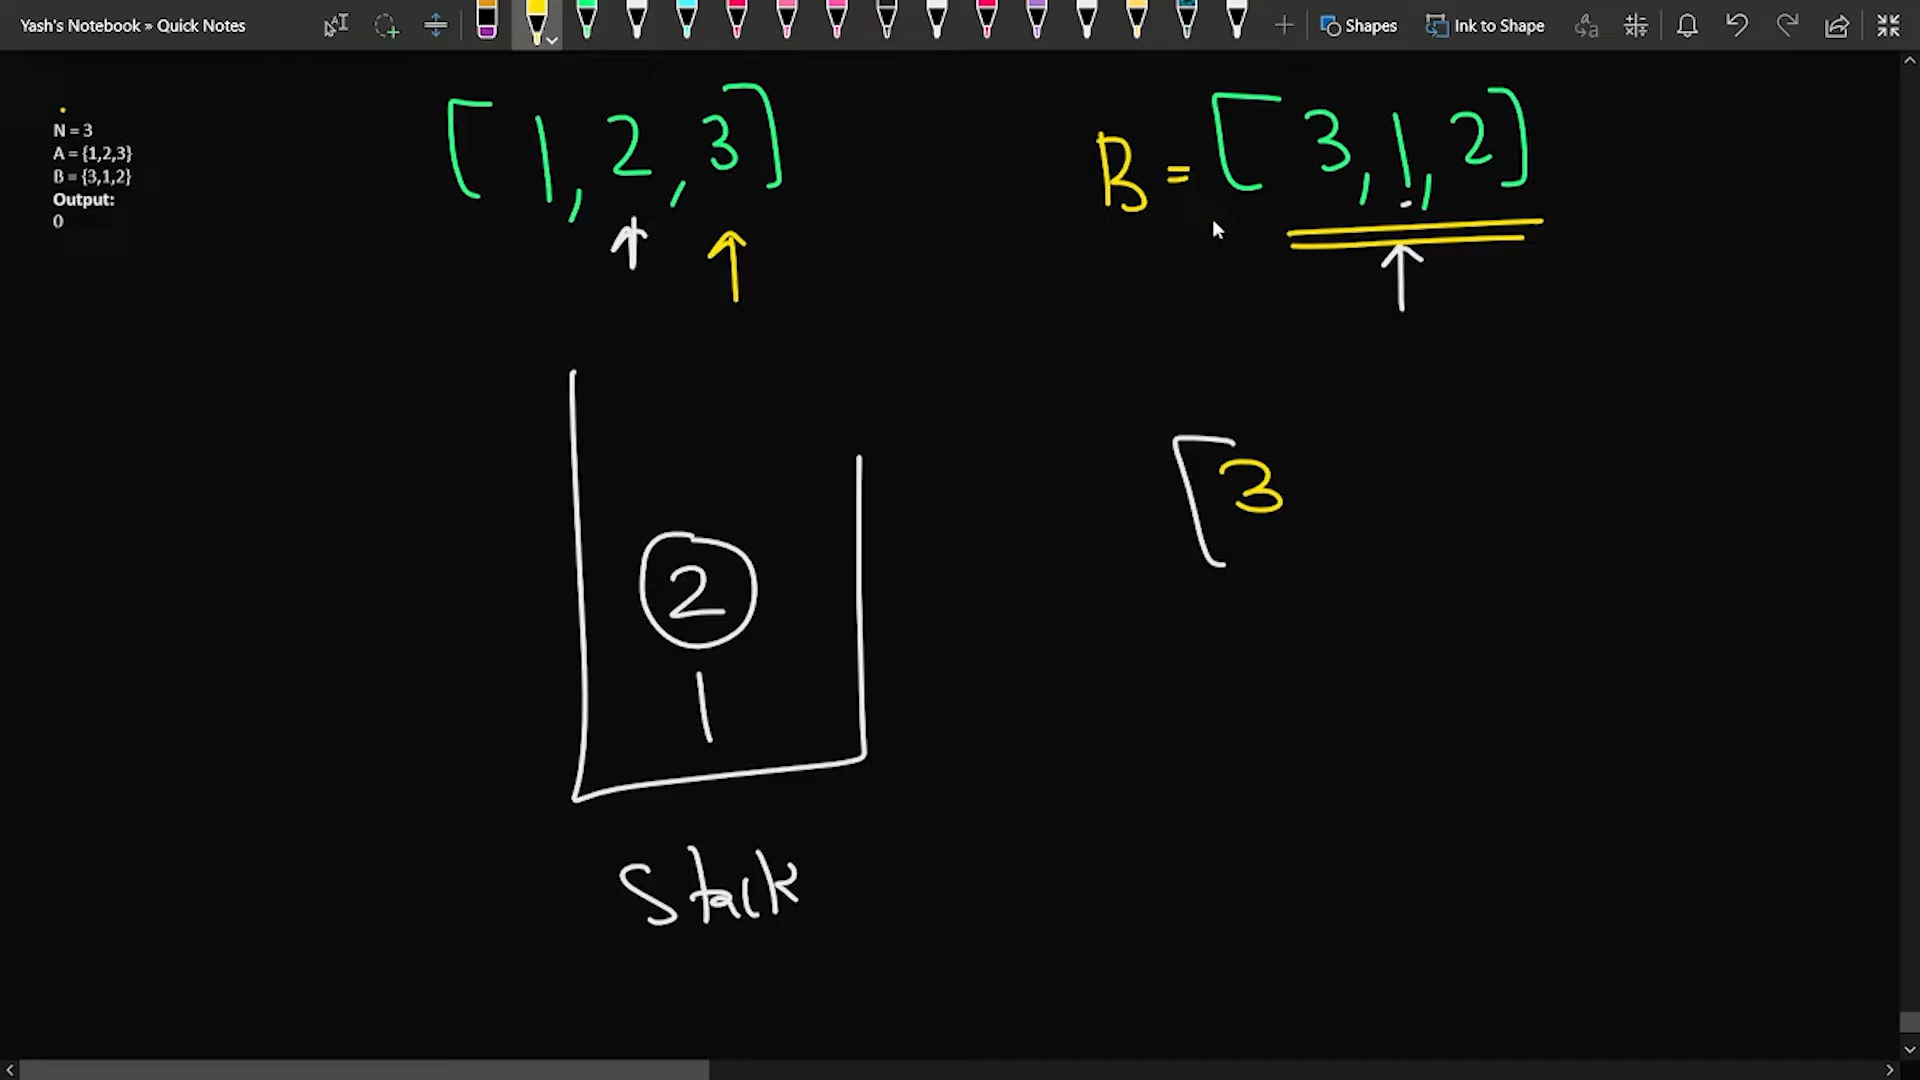 Yash's Notebook » Quick Notes
Shapes
Ink to Shape
N = 3
A = {1,2,3}
B = {3,1,2}
Output:
0
[1, 2, 3]
B = [3, 1, 2]
[3
2
1
Stack